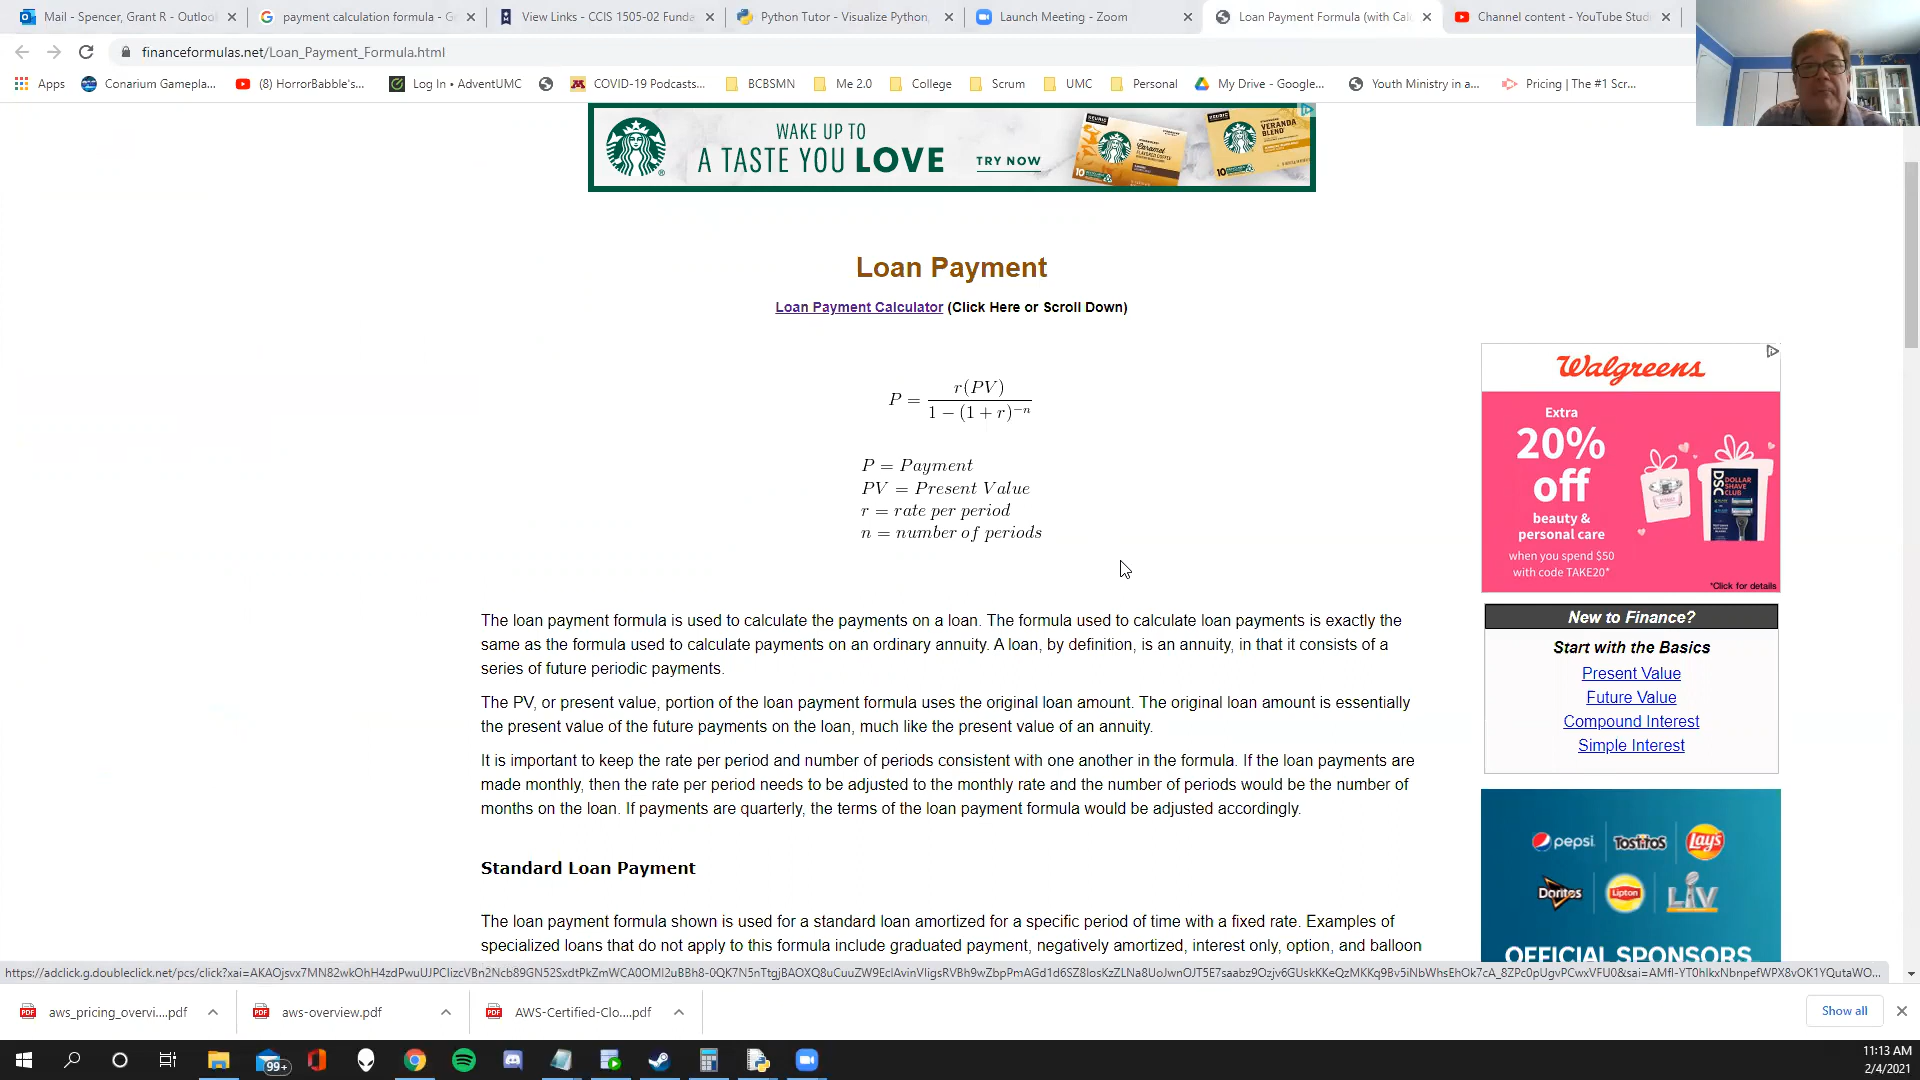 Mail - Spencer, Grant R - Outloo
payment calculation formula - G
View Links - CCIS 1505-02 Funda
Python Tutor - Visualize Python,
Launch Meeting - Zoom
Loan Payment Formula (with Cal
Channel content - YouTube Stud
financeformulas.net/Loan_Payment_Formula.html
Apps
Conarium Gamepla...
(8) HorrorBabble's...
Log In • AdventUMC
COVID-19 Podcasts...
BCBSMN
Me 2.0
College
Scrum
UMC
Personal
My Drive - Google...
Youth Ministry in a...
Pricing | The #1 Scr...
WAKE UP TO
A TASTE YOU LOVE
TRY NOW
Loan Payment
Loan Payment Calculator (Click Here or Scroll Down)
P = r(PV) / 1 − (1 + r)^−n
P = Payment
PV = Present Value
r = rate per period
n = number of periods
The loan payment formula is used to calculate the payments on a loan. The formula used to calculate loan payments is exactly the
same as the formula used to calculate payments on an ordinary annuity. A loan, by definition, is an annuity, in that it consists of a
series of future periodic payments.
The PV, or present value, portion of the loan payment formula uses the original loan amount. The original loan amount is essentially
the present value of the future payments on the loan, much like the present value of an annuity.
It is important to keep the rate per period and number of periods consistent with one another in the formula. If the loan payments are
made monthly, then the rate per period needs to be adjusted to the monthly rate and the number of periods would be the number of
months on the loan. If payments are quarterly, the terms of the loan payment formula would be adjusted accordingly.
Standard Loan Payment
The loan payment formula shown is used for a standard loan amortized for a specific period of time with a fixed rate. Examples of
specialized loans that do not apply to this formula include graduated payment, negatively amortized, interest only, option, and balloon
Walgreens
Extra
20%
off
beauty &
personal care
when you spend $50
with code TAKE20*
DSC
DOLLAR
SHAVE
CLUB
*Click for details
New to Finance?
Start with the Basics
Present Value
Future Value
Compound Interest
Simple Interest
pepsi
TOSTITOS
Lay's
Doritos
Lipton
LIV
OFFICIAL SPONSORS
aws_pricing_overvi....pdf
aws-overview.pdf
AWS-Certified-Clo....pdf
Show all
99+
11:13 AM
2/4/2021